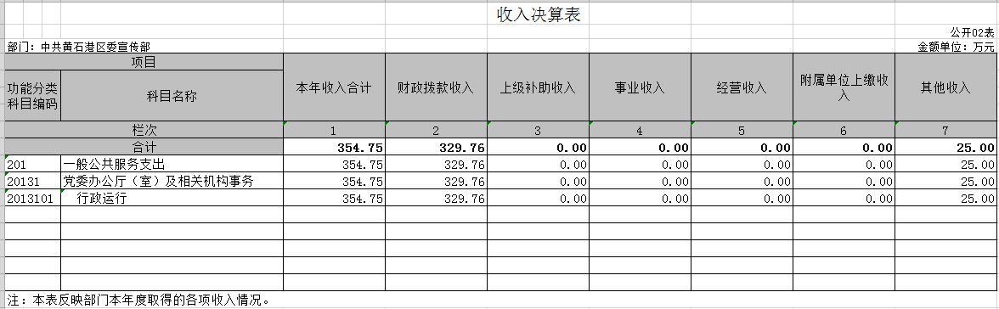 收入决算表
公开02表
部门：中共黄石港区委宣传部 金额单位：万元
项目 本年收入合计 财政拨款收入 上级补助收入 事业收入 经营收入 附属单位上缴收入 其他收入
功能分类科目编码 科目名称
栏次 1 2 3 4 5 6 7
合计 354.75 329.76 0.00 0.00 0.00 0.00 25.00
201 一般公共服务支出 354.75 329.76 0.00 0.00 0.00 0.00 25.00
20131 党委办公厅（室）及相关机构事务 354.75 329.76 0.00 0.00 0.00 0.00 25.00
2013101 行政运行 354.75 329.76 0.00 0.00 0.00 0.00 25.00
注：本表反映部门本年度取得的各项收入情况。